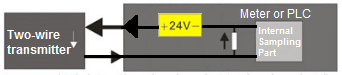 Meter or PLC
Two-wire
transmitter
+24V−
Internal
Sampling
Part